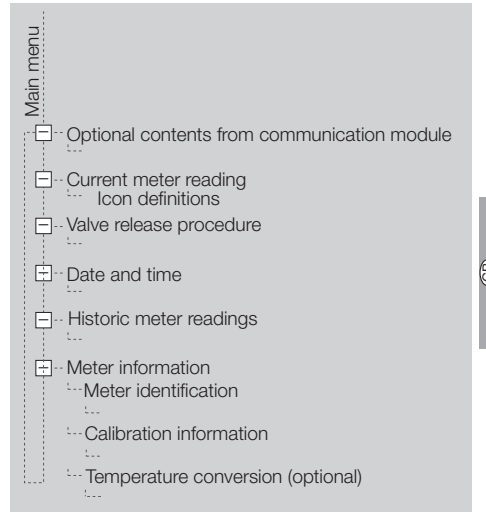 Main menu
Optional contents from communication module
Current meter reading
Icon definitions
Valve release procedure
Date and time
Historic meter readings
Meter information
Meter identification
Calibration information
Temperature conversion (optional)